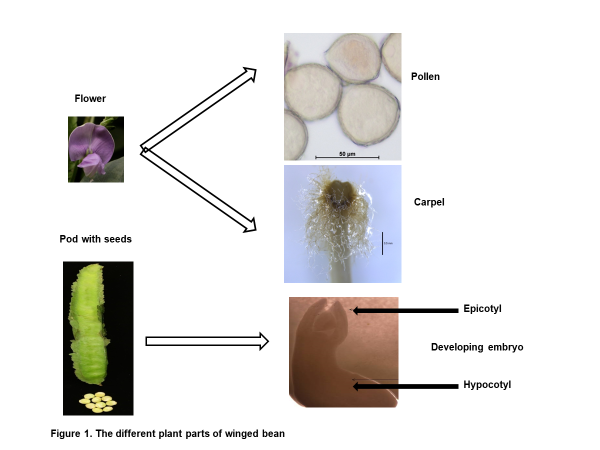 Flower
Pollen
50 µm
Carpel
Pod with seeds
Epicotyl
Developing embryo
Hypocotyl
Figure 1. The different plant parts of winged bean